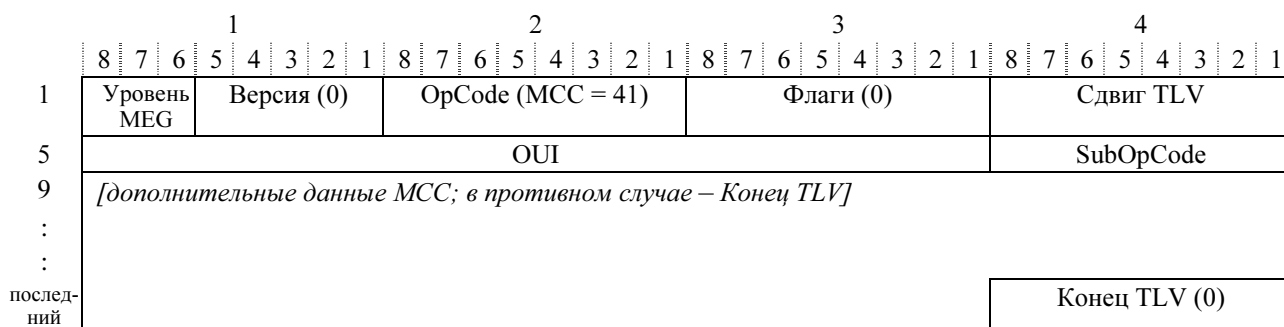 1 2 3 4
8 7 6 5 4 3 2 1 8 7 6 5 4 3 2 1 8 7 6 5 4 3 2 1 8 7 6 5 4 3 2 1
1 Уровень MEG Версия (0) OpCode (MCC = 41) Флаги (0) Сдвиг TLV
5 OUI SubOpCode
9 [дополнительные данные MCC; в противном случае – Конец TLV]
:
:
послед-
ний Конец TLV (0)